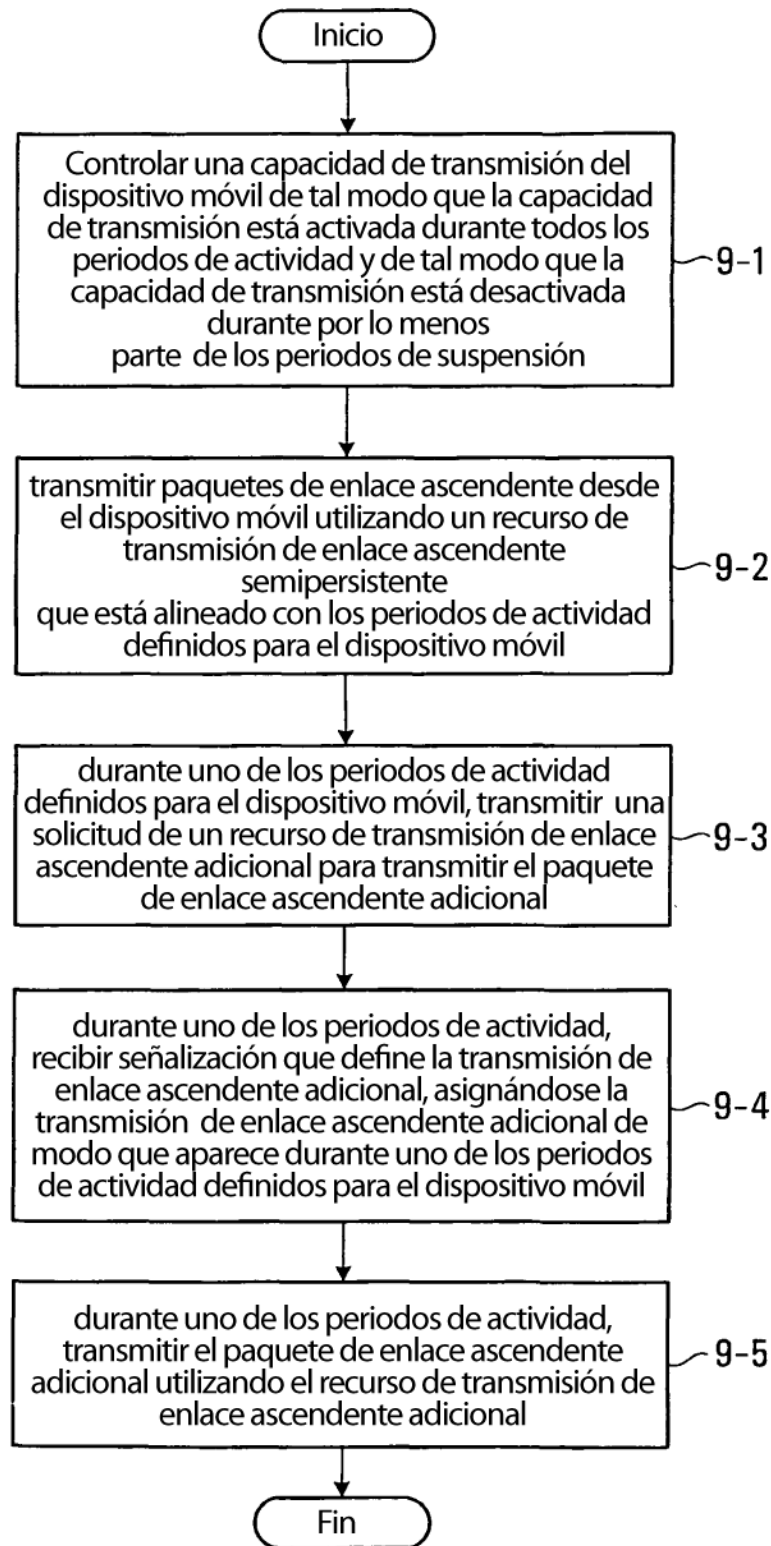 Inicio
Controlar una capacidad de transmisión del
dispositivo móvil de tal modo que la capacidad
de transmisión está activada durante todos los
periodos de actividad y de tal modo que la
capacidad de transmisión está desactivada
durante por lo menos
parte de los periodos de suspensión
9-1
transmitir paquetes de enlace ascendente desde
el dispositivo móvil utilizando un recurso de
transmisión de enlace ascendente
semipersistente
que está alineado con los periodos de actividad
definidos para el dispositivo móvil
9-2
durante uno de los periodos de actividad
definidos para el dispositivo móvil, transmitir una
solicitud de un recurso de transmisión de enlace
ascendente adicional para transmitir el paquete
de enlace ascendente adicional
9-3
durante uno de los periodos de actividad,
recibir señalización que define la transmisión de
enlace ascendente adicional, asignándose la
transmisión de enlace ascendente adicional de
modo que aparece durante uno de los periodos
de actividad definidos para el dispositivo móvil
9-4
durante uno de los periodos de actividad,
transmitir el paquete de enlace ascendente
adicional utilizando el recurso de transmisión de
enlace ascendente adicional
9-5
Fin